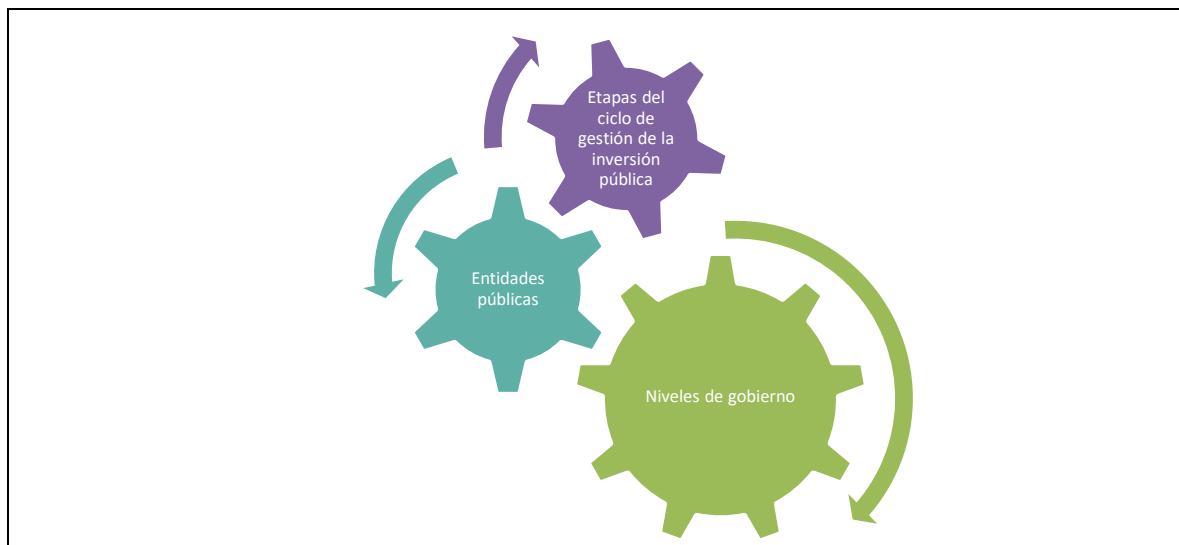 Etapas del
ciclo de
gestión de la
inversión
pública
Entidades
públicas
Niveles de gobierno